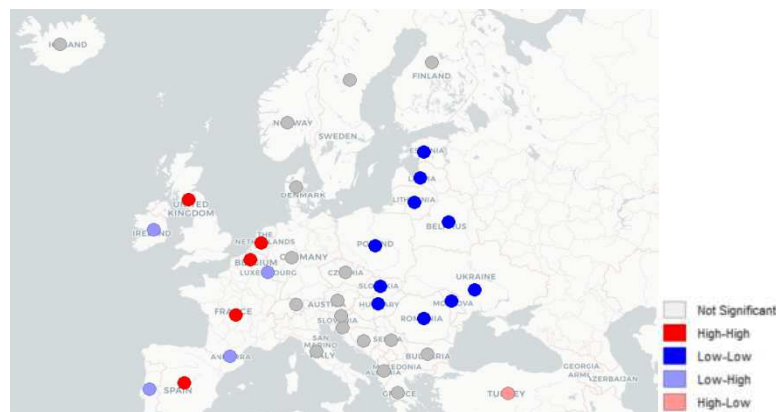 ICELAND
FINLAND
NORWAY
SWEDEN
ESTONIA
LATVIA
DENMARK
LITHUANIA
UNITED
KINGDOM
BELARUS
IRELAND
THE
NETHERLANDS
POLAND
BELGIUM
GERMANY
LUXEMBOURG
CZECHIA
UKRAINE
SLOVAKIA
AUSTRIA
HUNGARY
MOLDOVA
FRANCE
SLOVENIA
ROMANIA
SAN
MARINO
SERBIA
ITALY
ANDORRA
BULGARIA
MACEDONIA
ALBANIA
GEORGIA
SPAIN
GREECE
TURKEY
ARM
AZERBAIJAN
Not Significant
High-High
Low-Low
Low-High
High-Low